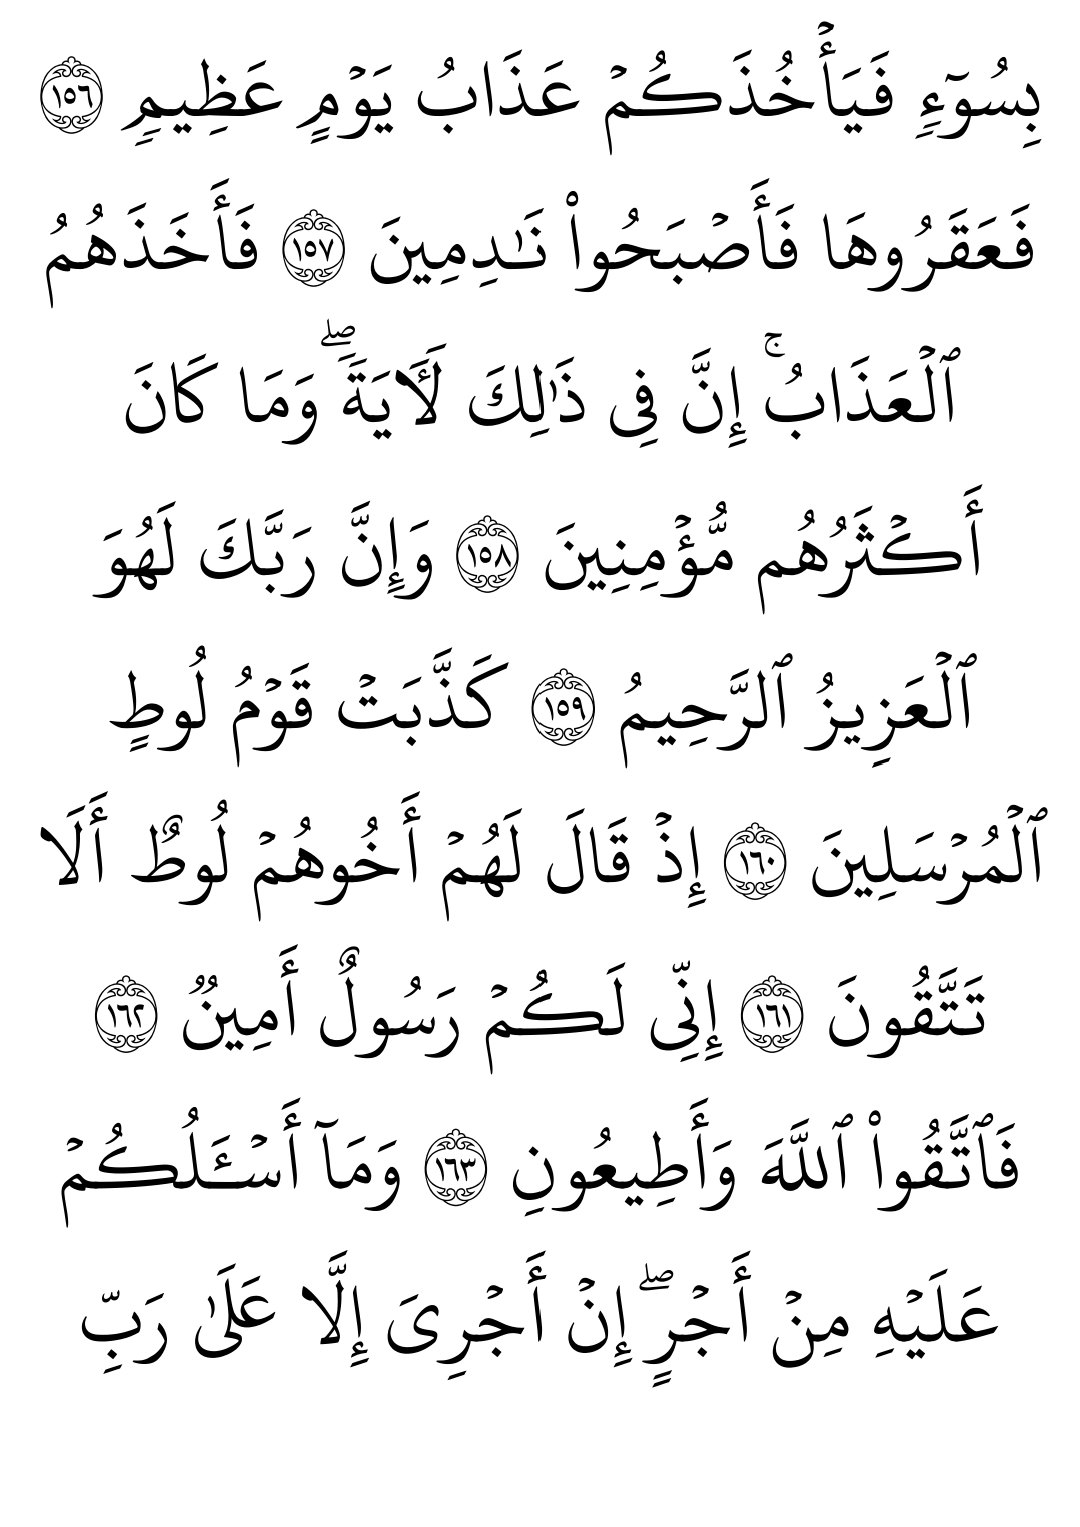 بِسُوٓءٍ فَيَأْخُذَكُمْ عَذَابُ يَوْمٍ عَظِيمٍ ١٥٦
فَعَقَرُوهَا فَأَصْبَحُوا۟ نَـٰدِمِينَ ١٥٧ فَأَخَذَهُمُ
ٱلْعَذَابُ ۚ إِنَّ فِى ذَٰلِكَ لَـَٔايَةً ۖ وَمَا كَانَ
أَكْثَرُهُم مُّؤْمِنِينَ ١٥٨ وَإِنَّ رَبَّكَ لَهُوَ
ٱلْعَزِيزُ ٱلرَّحِيمُ ١٥٩ كَذَّبَتْ قَوْمُ لُوطٍ
ٱلْمُرْسَلِينَ ١٦٠ إِذْ قَالَ لَهُمْ أَخُوهُمْ لُوطٌ أَلَا
تَتَّقُونَ ١٦١ إِنِّى لَكُمْ رَسُولٌ أَمِينٌ ١٦٢
فَٱتَّقُوا۟ ٱللَّهَ وَأَطِيعُونِ ١٦٣ وَمَآ أَسْـَٔلُكُمْ
عَلَيْهِ مِنْ أَجْرٍ ۖ إِنْ أَجْرِىَ إِلَّا عَلَىٰ رَبِّ